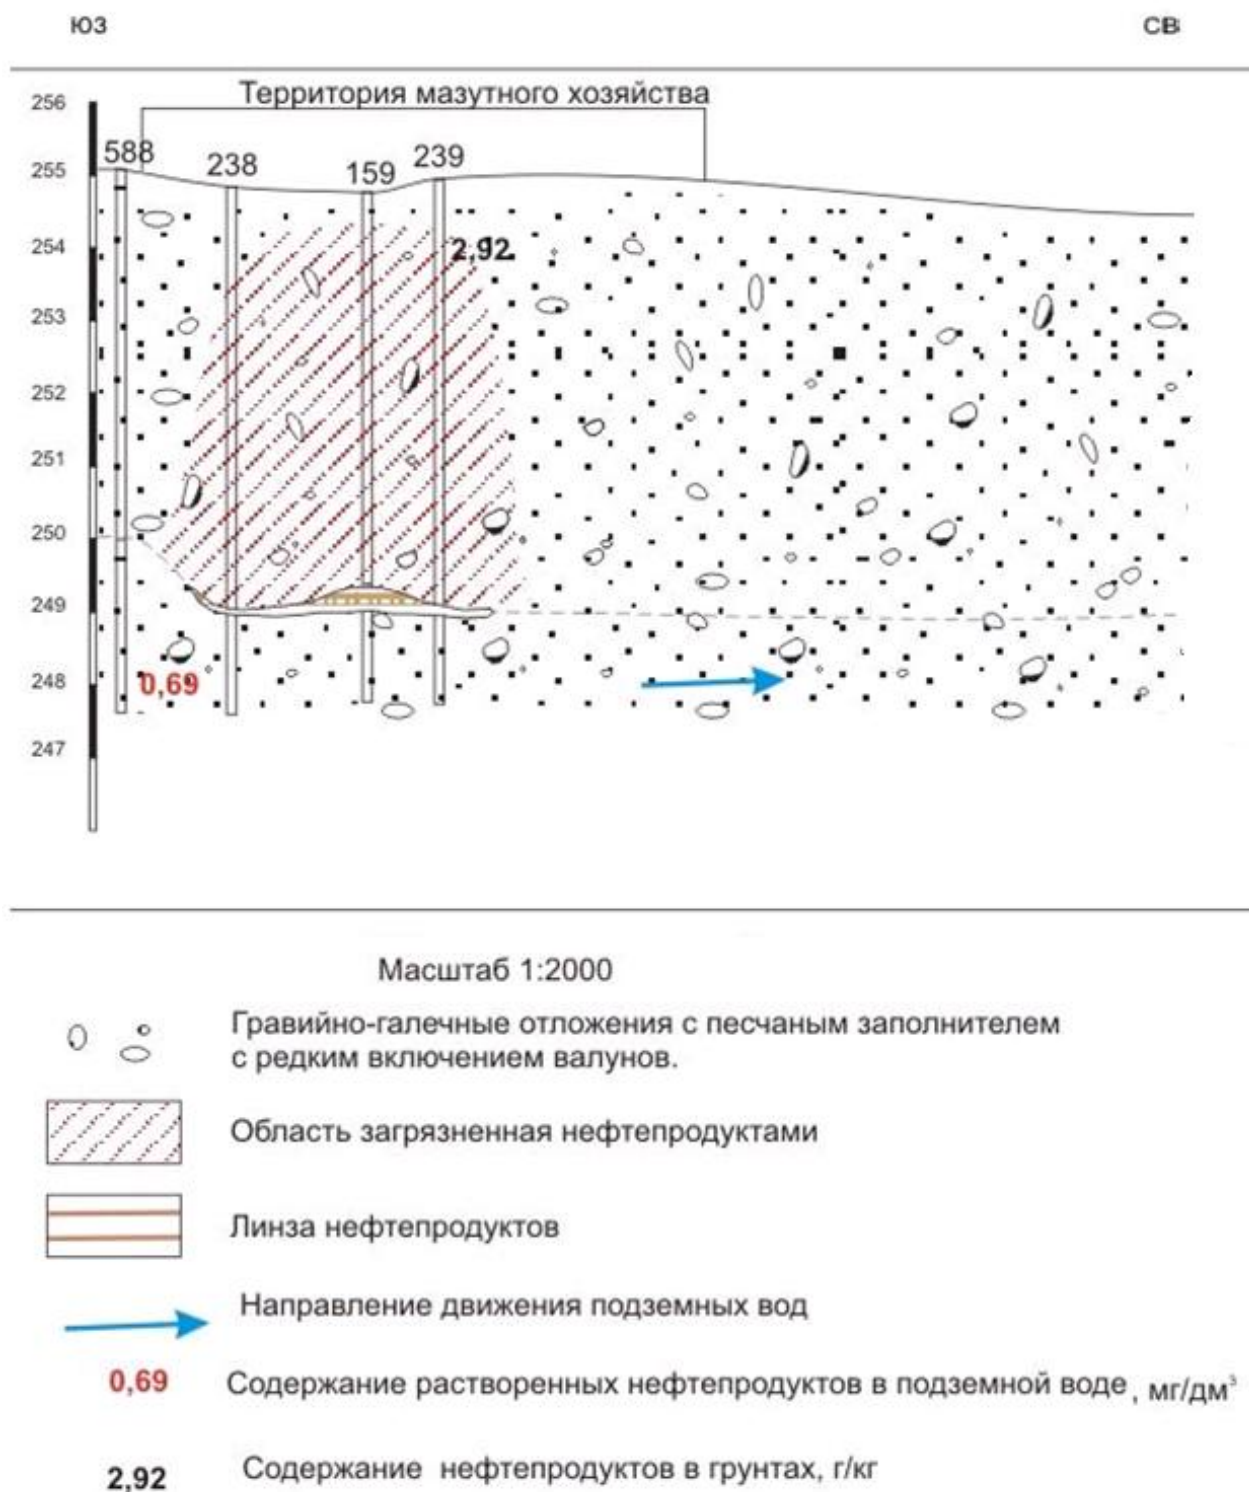 ЮЗ СВ
Территория мазутного хозяйства
256
588 238 159 239
255
254
2,92
253
252
251
250
249
248
0,69
247
Масштаб 1:2000
Гравийно-галечные отложения с песчаным заполнителем
с редким включением валунов.
Область загрязненная нефтепродуктами
Линза нефтепродуктов
Направление движения подземных вод
0,69 Содержание растворенных нефтепродуктов в подземной воде, мг/дм³
2,92 Содержание нефтепродуктов в грунтах, г/кг